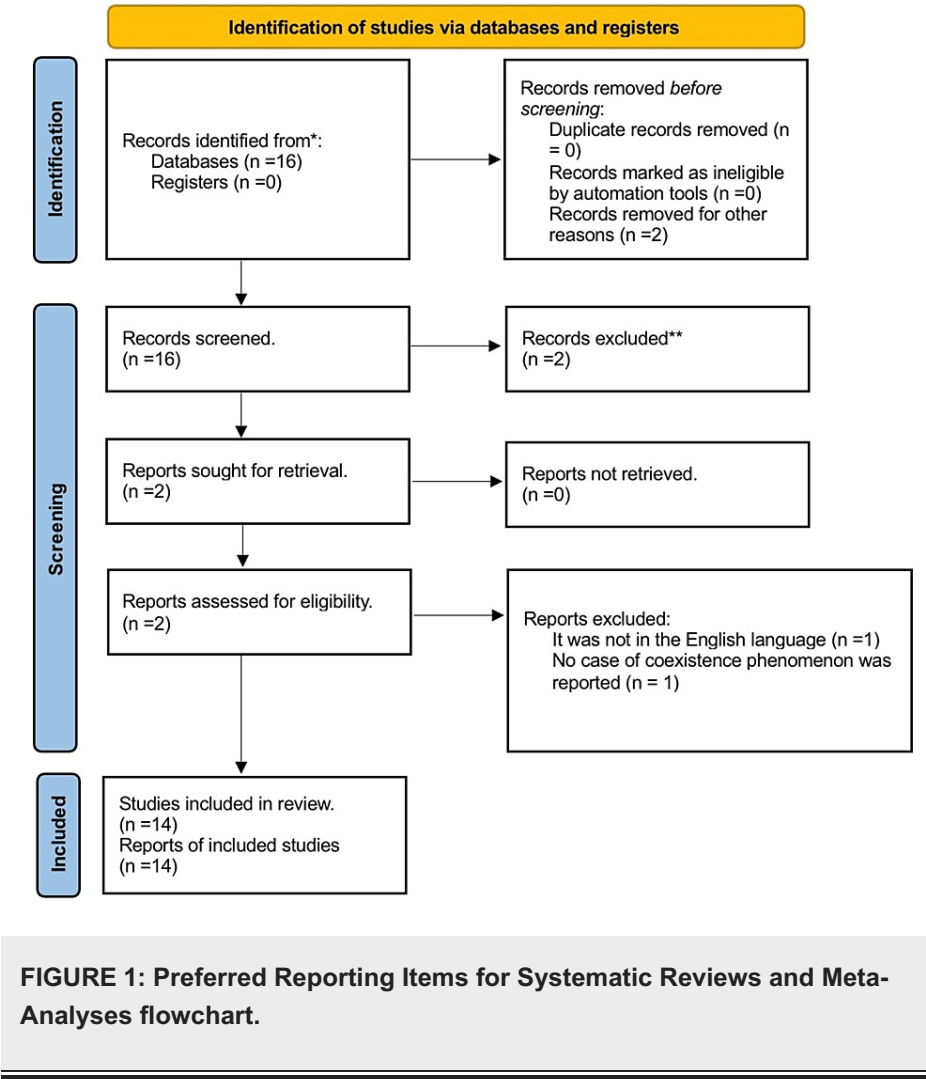 Identification of studies via databases and registers
Identification
Records identified from*:
Databases (n =16)
Registers (n =0)
Records removed before
screening:
Duplicate records removed (n
= 0)
Records marked as ineligible
by automation tools (n =0)
Records removed for other
reasons (n =2)
Screening
Records screened.
(n =16)
Records excluded**
(n =2)
Reports sought for retrieval.
(n =2)
Reports not retrieved.
(n =0)
Reports assessed for eligibility.
(n =2)
Reports excluded:
It was not in the English language (n =1)
No case of coexistence phenomenon was
reported (n = 1)
Included
Studies included in review.
(n =14)
Reports of included studies
(n =14)
FIGURE 1: Preferred Reporting Items for Systematic Reviews and Meta-
Analyses flowchart.